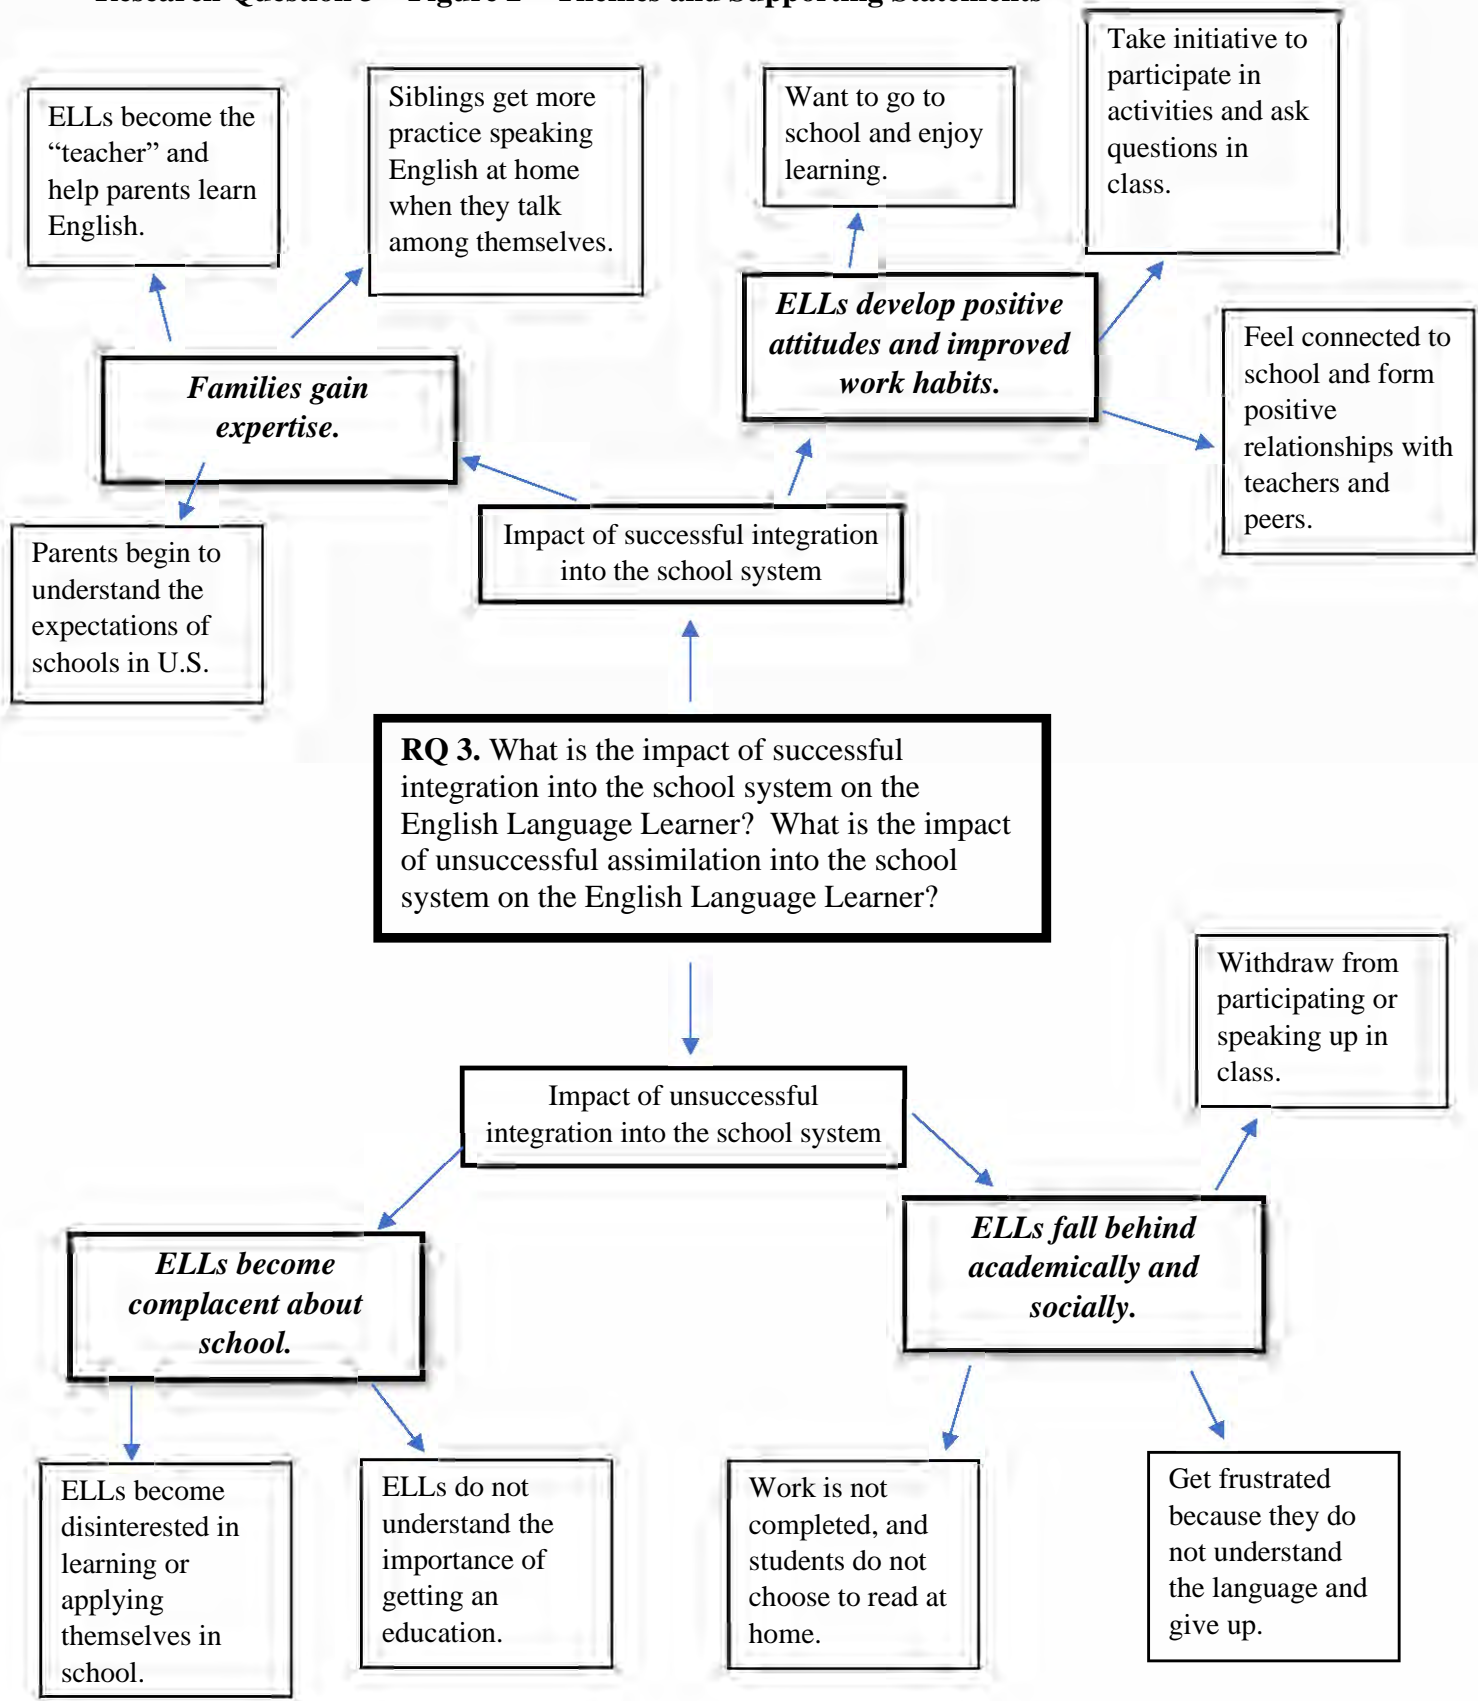 Research Question 3 – Figure 2 – Themes and Supporting Statements
ELLs become the
“teacher” and
help parents learn
English.
Siblings get more
practice speaking
English at home
when they talk
among themselves.
Want to go to
school and enjoy
learning.
Take initiative to
participate in
activities and ask
questions in
class.
Families gain
expertise.
ELLs develop positive
attitudes and improved
work habits.
Feel connected to
school and form
positive
relationships with
teachers and
peers.
Parents begin to
understand the
expectations of
schools in U.S.
Impact of successful integration
into the school system
RQ 3. What is the impact of successful
integration into the school system on the
English Language Learner?  What is the impact
of unsuccessful assimilation into the school
system on the English Language Learner?
Withdraw from
participating or
speaking up in
class.
Impact of unsuccessful
integration into the school system
ELLs become
complacent about
school.
ELLs fall behind
academically and
socially.
ELLs become
disinterested in
learning or
applying
themselves in
school.
ELLs do not
understand the
importance of
getting an
education.
Work is not
completed, and
students do not
choose to read at
home.
Get frustrated
because they do
not understand
the language and
give up.